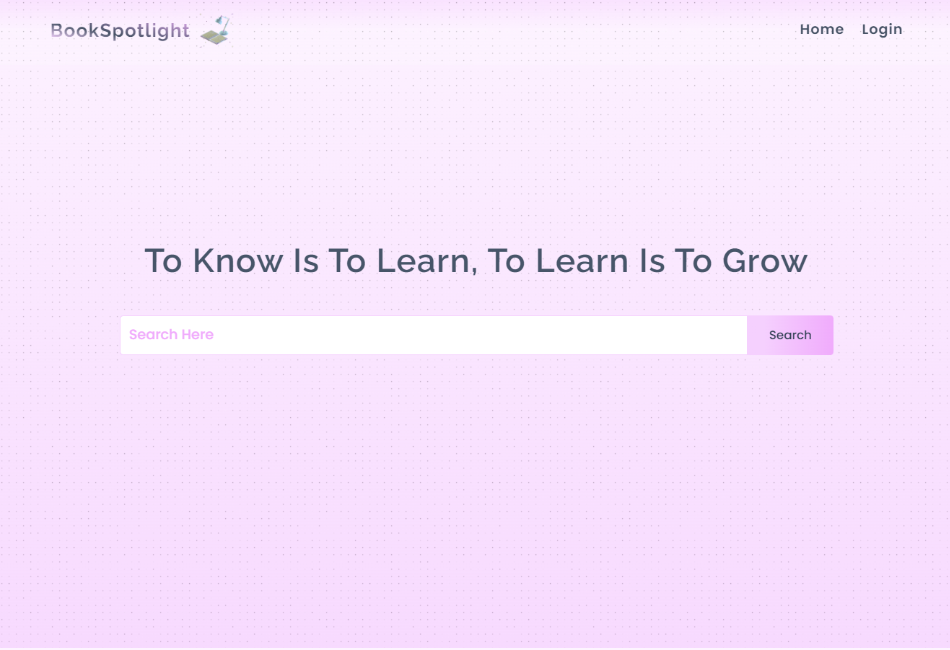 BookSpotlight
Home Login
To Know Is To Learn, To Learn Is To Grow
Search Here
Search